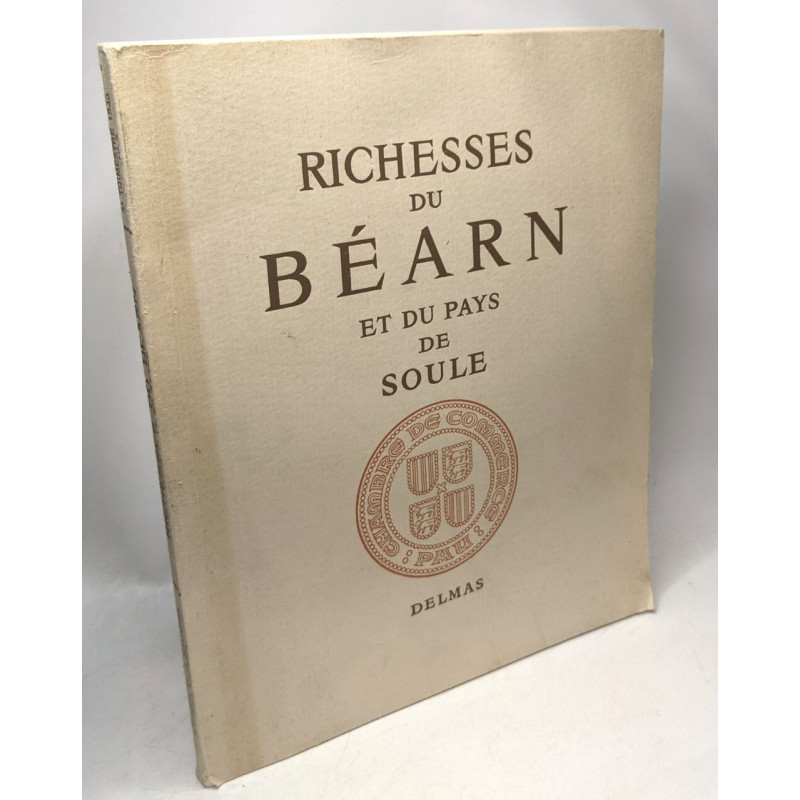 RICHESSES
DU
BÉARN
ET DU PAYS
DE
SOULE
CHAMBRE DE COMMERCE : PAU :
DELMAS